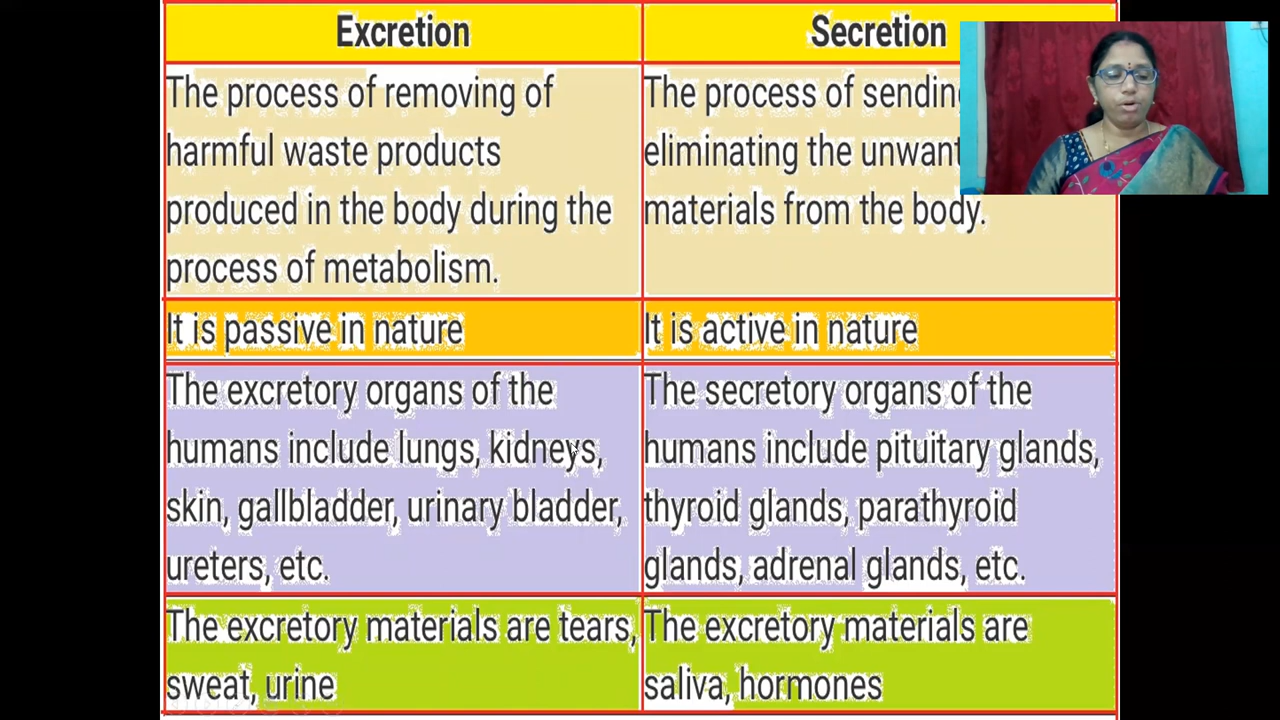 Excretion
Secretion
The process of removing of
harmful waste products
produced in the body during the
process of metabolism.
The process of
eliminating the
materials from the body.
It is passive in nature
It is active in nature
The excretory organs of the
humans include lungs, kidneys,
skin, gallbladder, urinary bladder,
ureters, etc.
The secretory organs of the
humans include pituitary glands,
thyroid glands, parathyroid
glands, adrenal glands, etc.
The excretory materials are tears,
sweat, urine
The excretory materials are
saliva, hormones